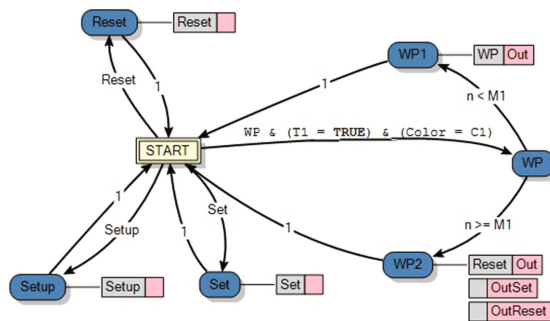 Reset
Reset
Reset
1
WP1
WP Out
1
n < M1
WP & (T1 = TRUE) & (Color = C1)
START
WP
1
Setup
Set
1
1
n >= M1
WP2
Reset Out
OutSet
OutReset
Setup
Setup
Set
Set